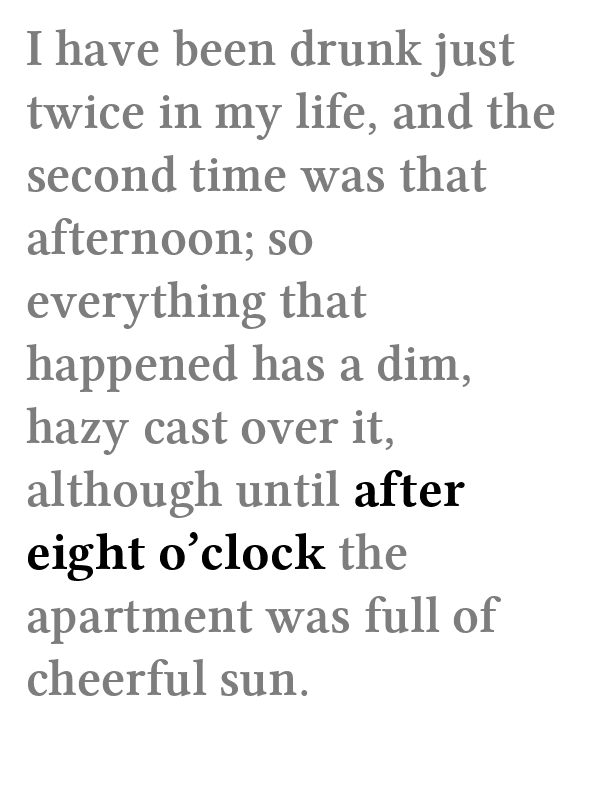 I have been drunk just
twice in my life, and the
second time was that
afternoon; so
everything that
happened has a dim,
hazy cast over it,
although until after
eight o’clock the
apartment was full of
cheerful sun.